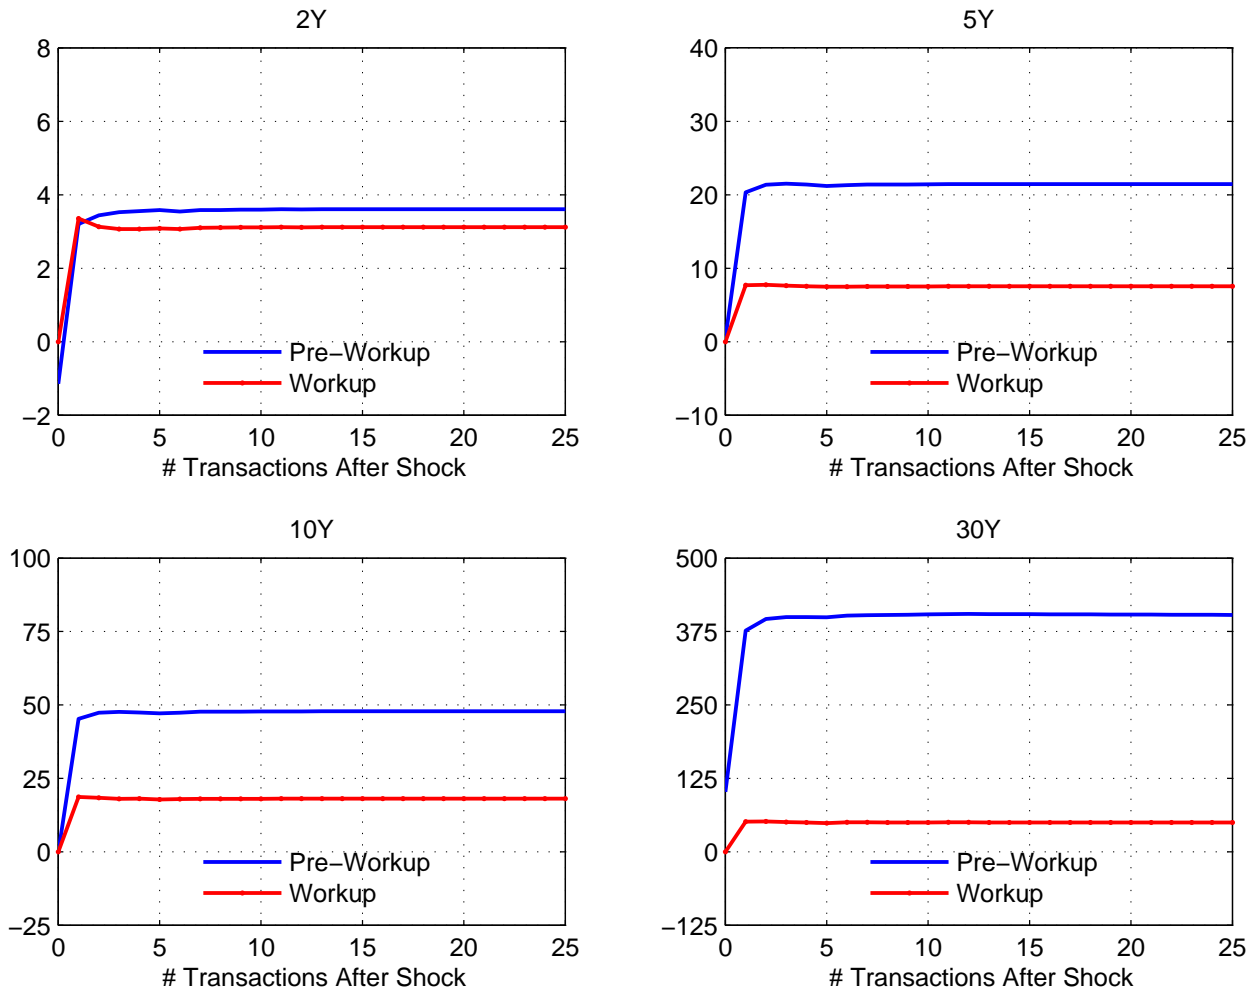 2Y
8
6
4
2
0
−2
Pre−Workup
Workup
0 5 10 15 20 25
# Transactions After Shock
5Y
40
30
20
10
0
−10
Pre−Workup
Workup
0 5 10 15 20 25
# Transactions After Shock
10Y
100
75
50
25
0
−25
Pre−Workup
Workup
0 5 10 15 20 25
# Transactions After Shock
30Y
500
375
250
125
0
−125
Pre−Workup
Workup
0 5 10 15 20 25
# Transactions After Shock